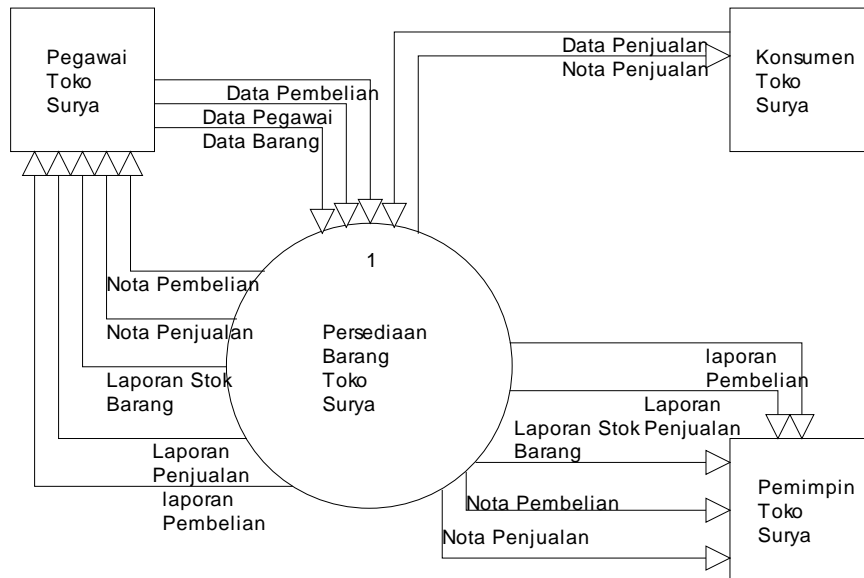 Pegawai
Toko
Surya
Data Pembelian
Data Pegawai
Data Barang
Data Penjualan
Nota Penjualan
Konsumen
Toko
Surya
1
Persediaan
Barang
Toko
Surya
Nota Pembelian
Nota Penjualan
Laporan Stok
Barang
Laporan
Penjualan
laporan
Pembelian
laporan
Pembelian
Laporan
Penjualan
Laporan Stok
Barang
Nota Pembelian
Nota Penjualan
Pemimpin
Toko
Surya